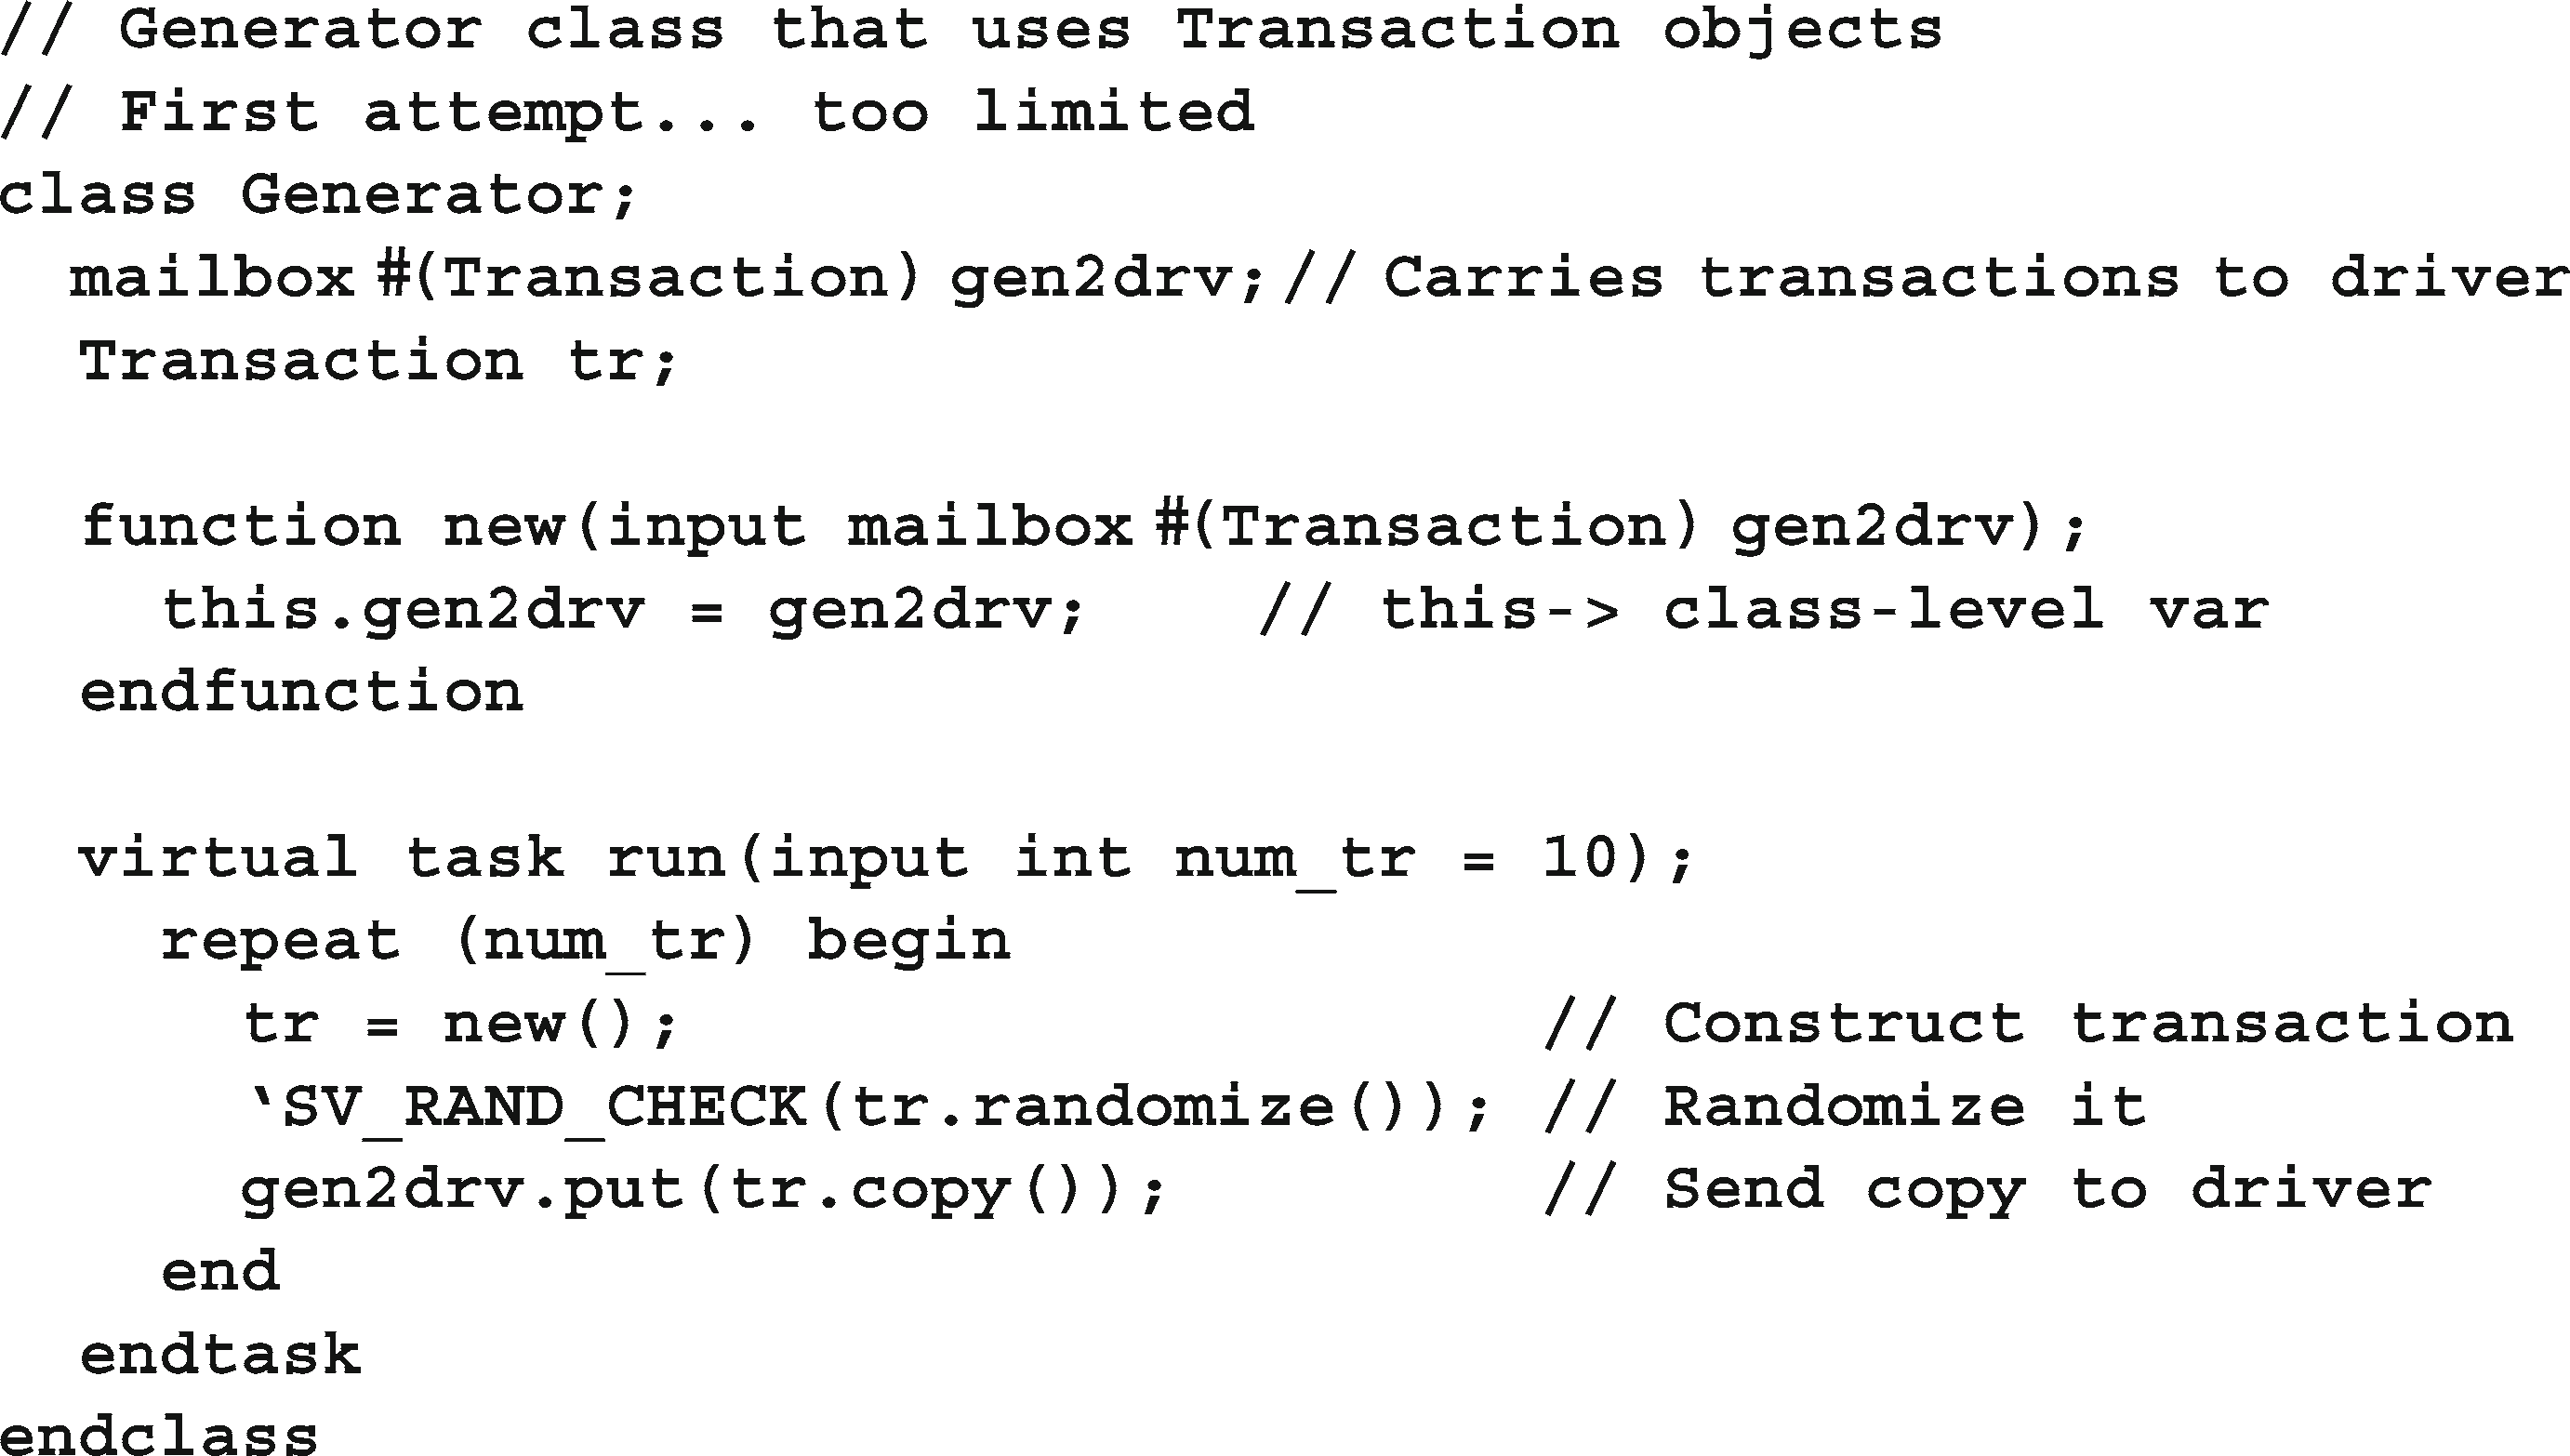 // Generator class that uses Transaction objects
// First attempt... too limited
class Generator;
  mailbox #(Transaction) gen2drv;// Carries transactions to driver
  Transaction tr;

  function new(input mailbox #(Transaction) gen2drv);
    this.gen2drv = gen2drv;    // this-> class-level var
  endfunction

  virtual task run(input int num_tr = 10);
    repeat (num_tr) begin
      tr = new();                     // Construct transaction
      ‘SV_RAND_CHECK(tr.randomize()); // Randomize it
      gen2drv.put(tr.copy());         // Send copy to driver
    end
  endtask
endclass